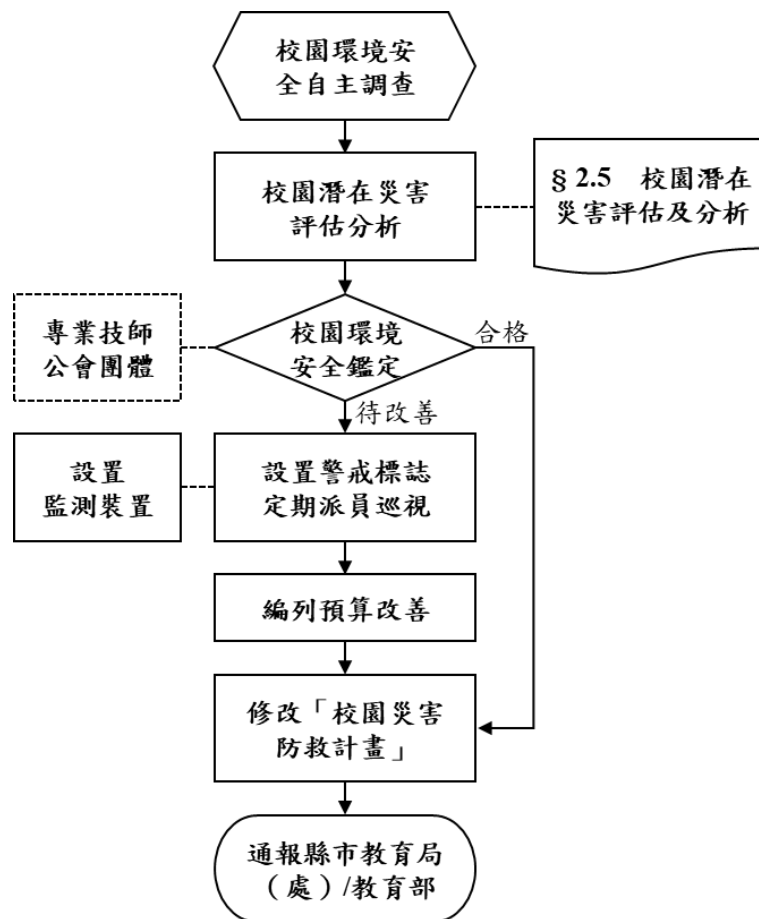 校園環境安
全自主調查
校園潛在災害
評估分析
§ 2.5 校園潛在
災害評估及分析
專業技師
公會團體
校園環境
安全鑑定
合格
待改善
設置
監測裝置
設置警戒標誌
定期派員巡視
編列預算改善
修改「校園災害
防救計畫」
通報縣市教育局
（處）/教育部